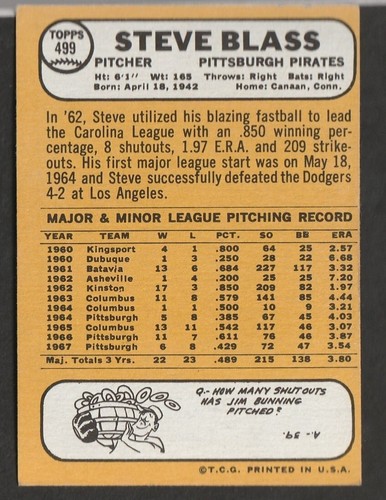 TOPPS
499
STEVE BLASS
PITCHER PITTSBURGH PIRATES
Ht: 6'1" Wt: 165 Throws: Right Bats: Right
Born: April 18, 1942 Home: Canaan, Conn.
In '62, Steve utilized his blazing fastball to lead
the Carolina League with an .850 winning per-
centage, 8 shutouts, 1.97 E.R.A. and 209 strike-
outs. His first major league start was on May 18,
1964 and Steve successfully defeated the Dodgers
4-2 at Los Angeles.
MAJOR & MINOR LEAGUE PITCHING RECORD
YEAR TEAM W L PCT. SO BB ERA
1960 Kingsport 4 1 .800 64 25 2.57
1960 Dubuque 1 3 .250 28 22 6.68
1961 Batavia 13 6 .684 227 117 3.32
1962 Asheville 1 4 .200 25 25 7.20
1962 Kinston 17 3 .850 209 82 1.97
1963 Columbus 11 8 .579 141 85 4.44
1964 Columbus 1 1 .500 10 9 3.21
1964 Pittsburgh 5 8 .385 67 45 4.03
1965 Columbus 13 11 .542 117 46 3.07
1966 Pittsburgh 11 7 .611 76 46 3.87
1967 Pittsburgh 6 8 .429 72 47 3.54
Maj. Totals 3 Yrs. 22 23 .489 215 138 3.80
Q.- HOW MANY SHUTOUTS
HAS JIM BUNNING
PITCHED?
A.- 39.
©T.C.G. PRINTED IN U.S.A.